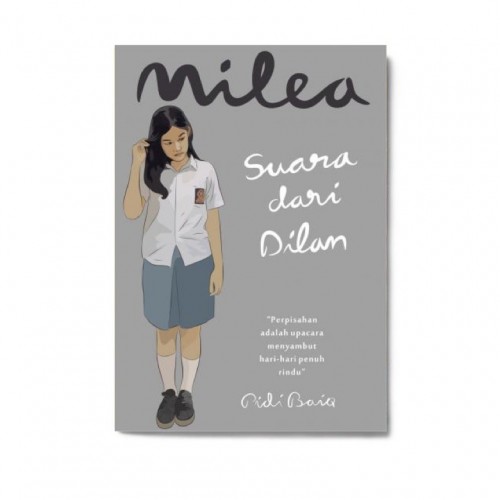 Milea
Suara
dari
Dilan
"Perpisahan
adalah upacara
menyambut
hari-hari penuh
rindu"
Pidi Baiq